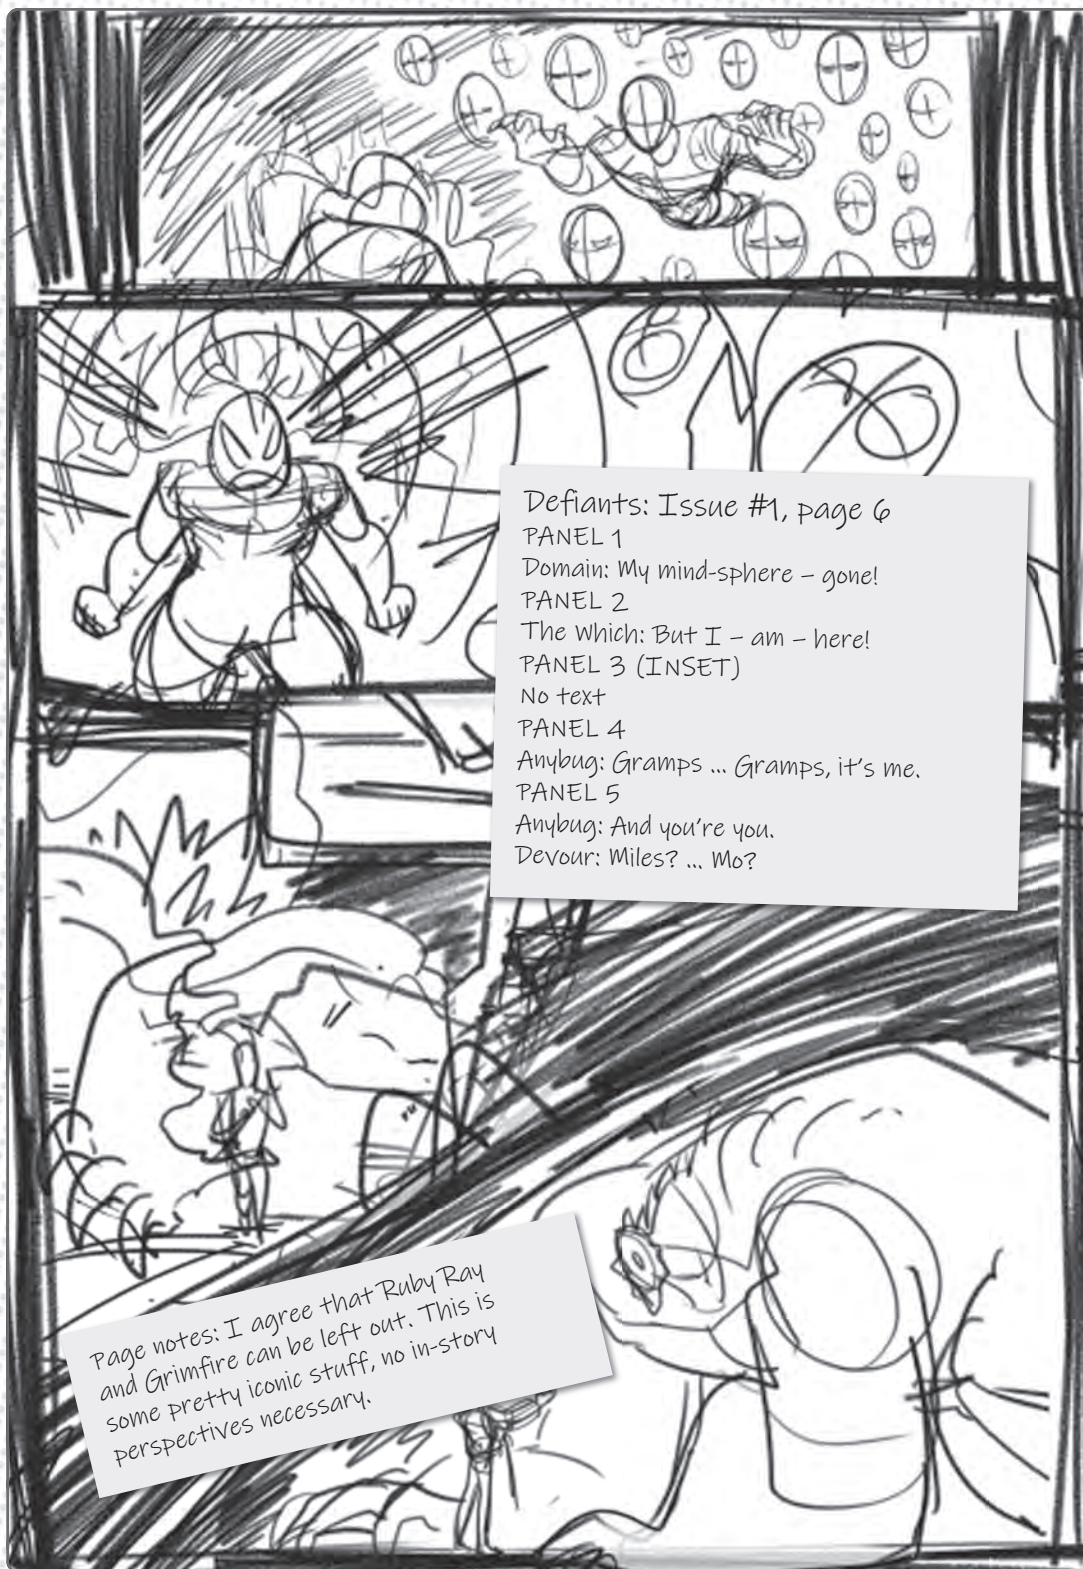 Defiants: Issue #1, page 6
PANEL 1
Domain: My mind-sphere – gone!
PANEL 2
The Which: But I – am – here!
PANEL 3 (INSET)
No text
PANEL 4
Anybug: Gramps ... Gramps, it's me.
PANEL 5
Anybug: And you're you.
Devour: Miles? ... Mo?
Page notes: I agree that Ruby Ray
and Grimfire can be left out. This is
some pretty iconic stuff, no in-story
perspectives necessary.